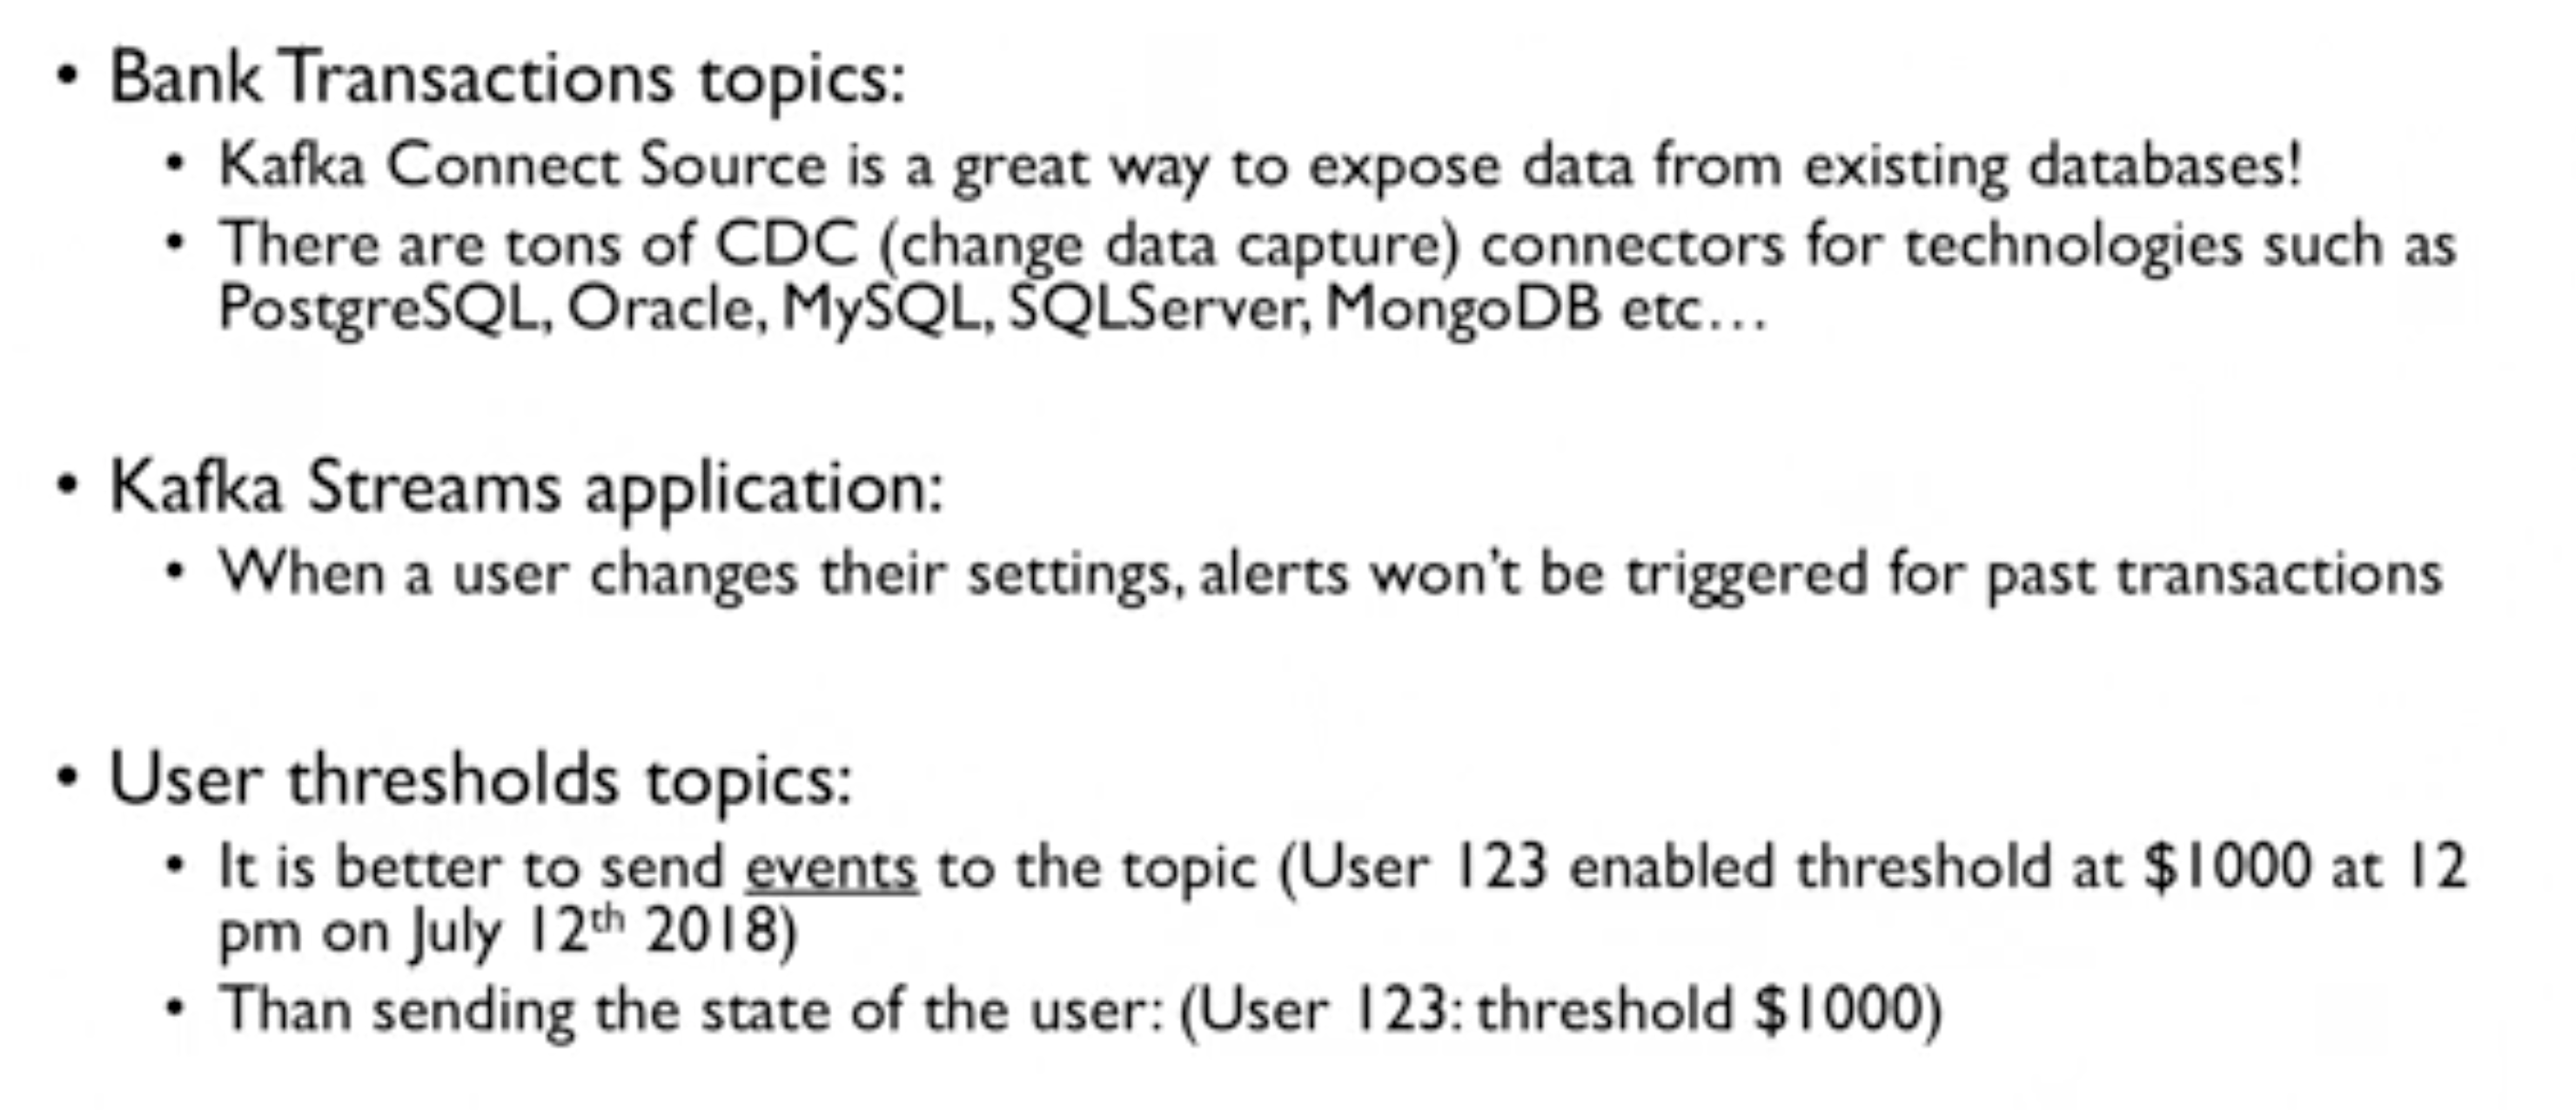 • Bank Transactions topics:
• Kafka Connect Source is a great way to expose data from existing databases!
• There are tons of CDC (change data capture) connectors for technologies such as
PostgreSQL, Oracle, MySQL, SQLServer, MongoDB etc…
• Kafka Streams application:
• When a user changes their settings, alerts won't be triggered for past transactions
• User thresholds topics:
• It is better to send events to the topic (User 123 enabled threshold at $1000 at 12
pm on July 12th 2018)
• Than sending the state of the user: (User 123: threshold $1000)